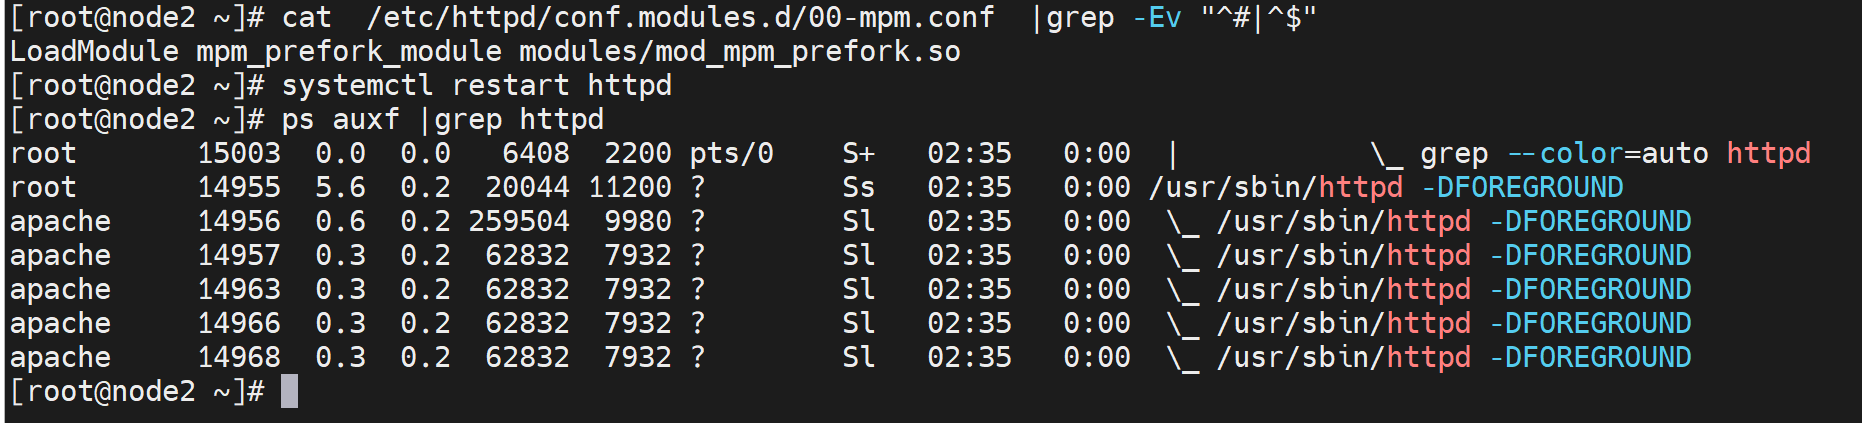 [root@node2 ~]# cat  /etc/httpd/conf.modules.d/00-mpm.conf  |grep -Ev "^#|^$"
LoadModule mpm_prefork_module modules/mod_mpm_prefork.so
[root@node2 ~]# systemctl restart httpd
[root@node2 ~]# ps auxf |grep httpd
root       15003  0.0  0.0   6408  2200 pts/0    S+   02:35   0:00  |           \_ grep --color=auto httpd
root       14955  5.6  0.2  20044 11200 ?        Ss   02:35   0:00 /usr/sbin/httpd -DFOREGROUND
apache     14956  0.6  0.2 259504  9980 ?        Sl   02:35   0:00  \_ /usr/sbin/httpd -DFOREGROUND
apache     14957  0.3  0.2  62832  7932 ?        Sl   02:35   0:00  \_ /usr/sbin/httpd -DFOREGROUND
apache     14963  0.3  0.2  62832  7932 ?        Sl   02:35   0:00  \_ /usr/sbin/httpd -DFOREGROUND
apache     14966  0.3  0.2  62832  7932 ?        Sl   02:35   0:00  \_ /usr/sbin/httpd -DFOREGROUND
apache     14968  0.3  0.2  62832  7932 ?        Sl   02:35   0:00  \_ /usr/sbin/httpd -DFOREGROUND
[root@node2 ~]#